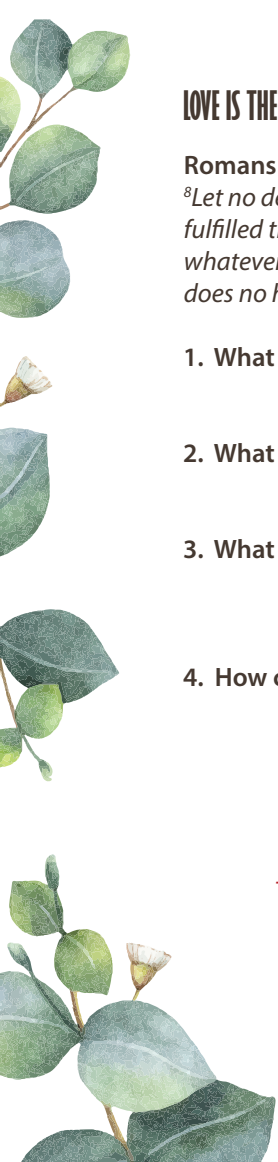 LOVE IS THE
Romans
⁸Let no de
fulfilled t
whatever
does no h
1. What
2. What
3. What
4. How